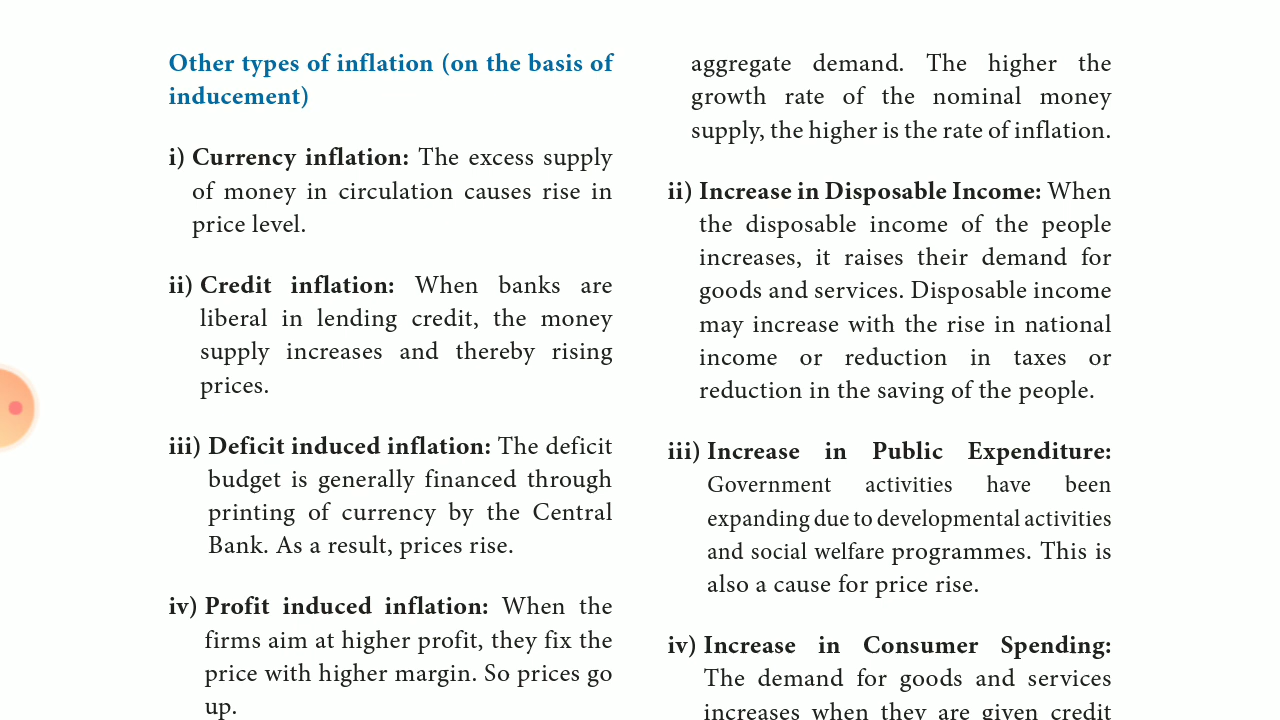 Other types of inflation (on the basis of
inducement)
i) Currency inflation: The excess supply
of money in circulation causes rise in
price level.
ii) Credit inflation: When banks are
liberal in lending credit, the money
supply increases and thereby rising
prices.
iii) Deficit induced inflation: The deficit
budget is generally financed through
printing of currency by the Central
Bank. As a result, prices rise.
iv) Profit induced inflation: When the
firms aim at higher profit, they fix the
price with higher margin. So prices go
up.
aggregate demand. The higher the
growth rate of the nominal money
supply, the higher is the rate of inflation.
ii) Increase in Disposable Income: When
the disposable income of the people
increases, it raises their demand for
goods and services. Disposable income
may increase with the rise in national
income or reduction in taxes or
reduction in the saving of the people.
iii) Increase in Public Expenditure:
Government activities have been
expanding due to developmental activities
and social welfare programmes. This is
also a cause for price rise.
iv) Increase in Consumer Spending:
The demand for goods and services
increases when they are given credit